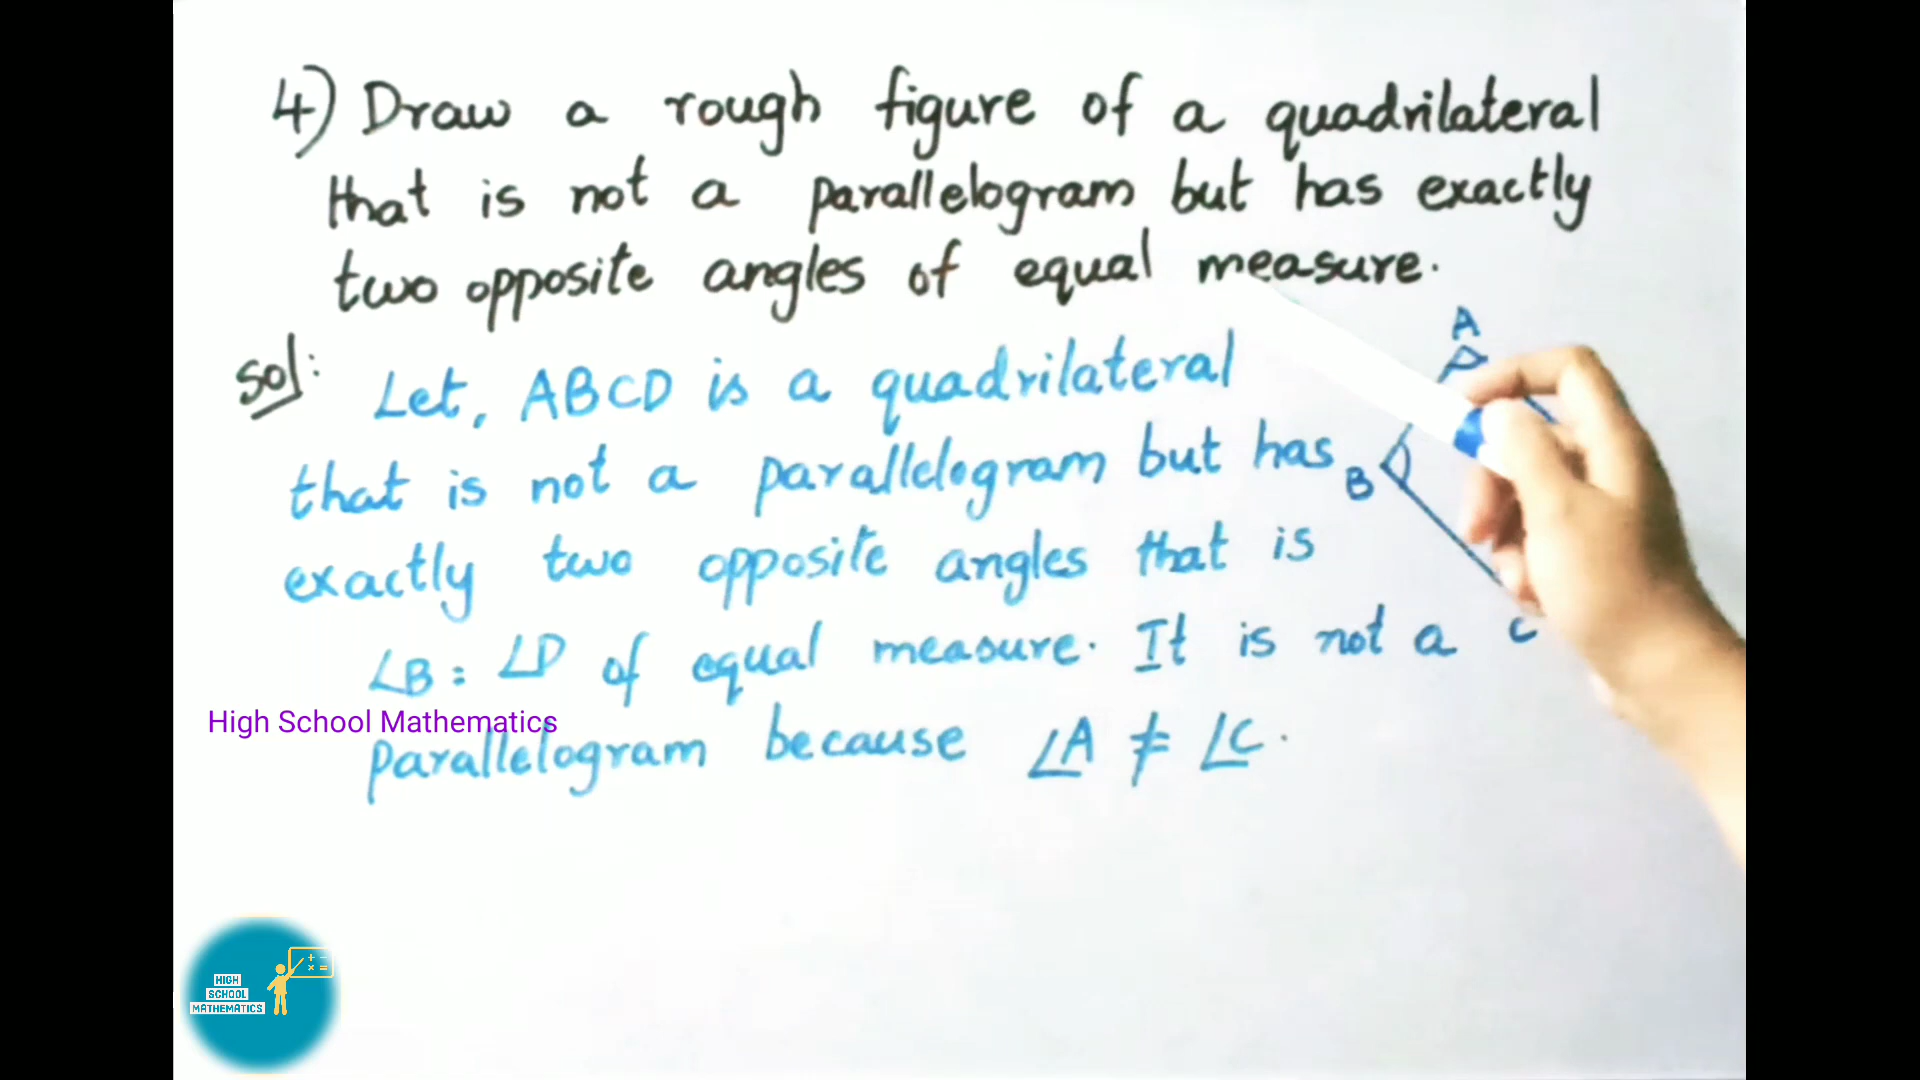 4) Draw a rough figure of a quadrilateral
that is not a parallelogram but has exactly
two opposite angles of equal measure.
Sol:
Let, ABCD is a quadrilateral
that is not a parallelogram but has
exactly two opposite angles that is
∠B = ∠D of equal measure. It is not a
parallelogram because ∠A ≠ ∠C.
A
B
C
High School Mathematics
HIGH
SCHOOL
MATHEMATICS
+ -
× =